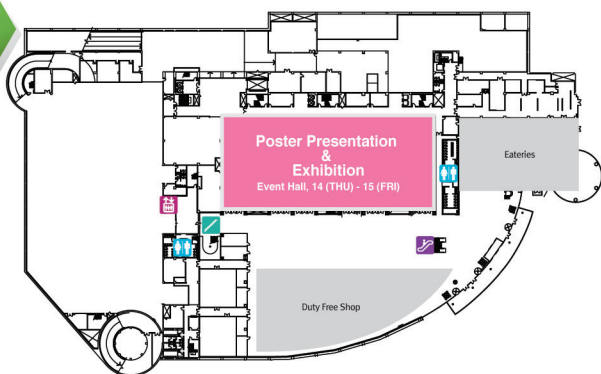 Poster Presentation
&
Exhibition
Event Hall, 14 (THU) - 15 (FRI)
Eateries
Duty Free Shop